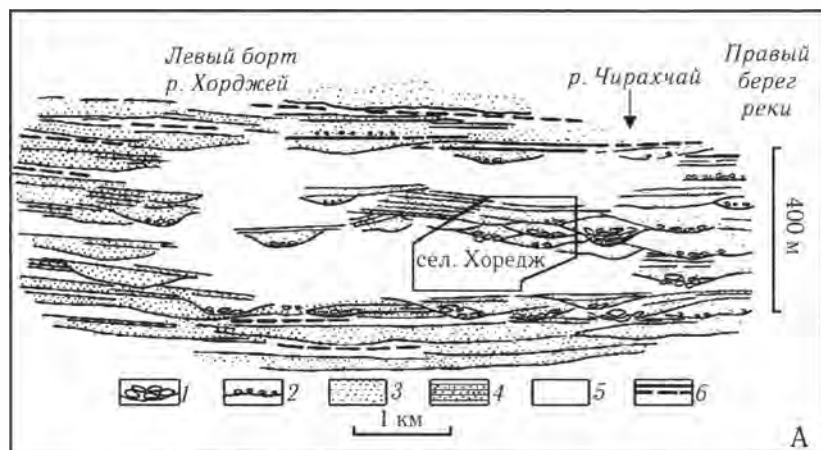 Левый борт
р. Хорджей
р. Чирахчай
Правый
берег
реки
400 м
сел. Хоредж
1 2 3 4 5 6
1 км
А